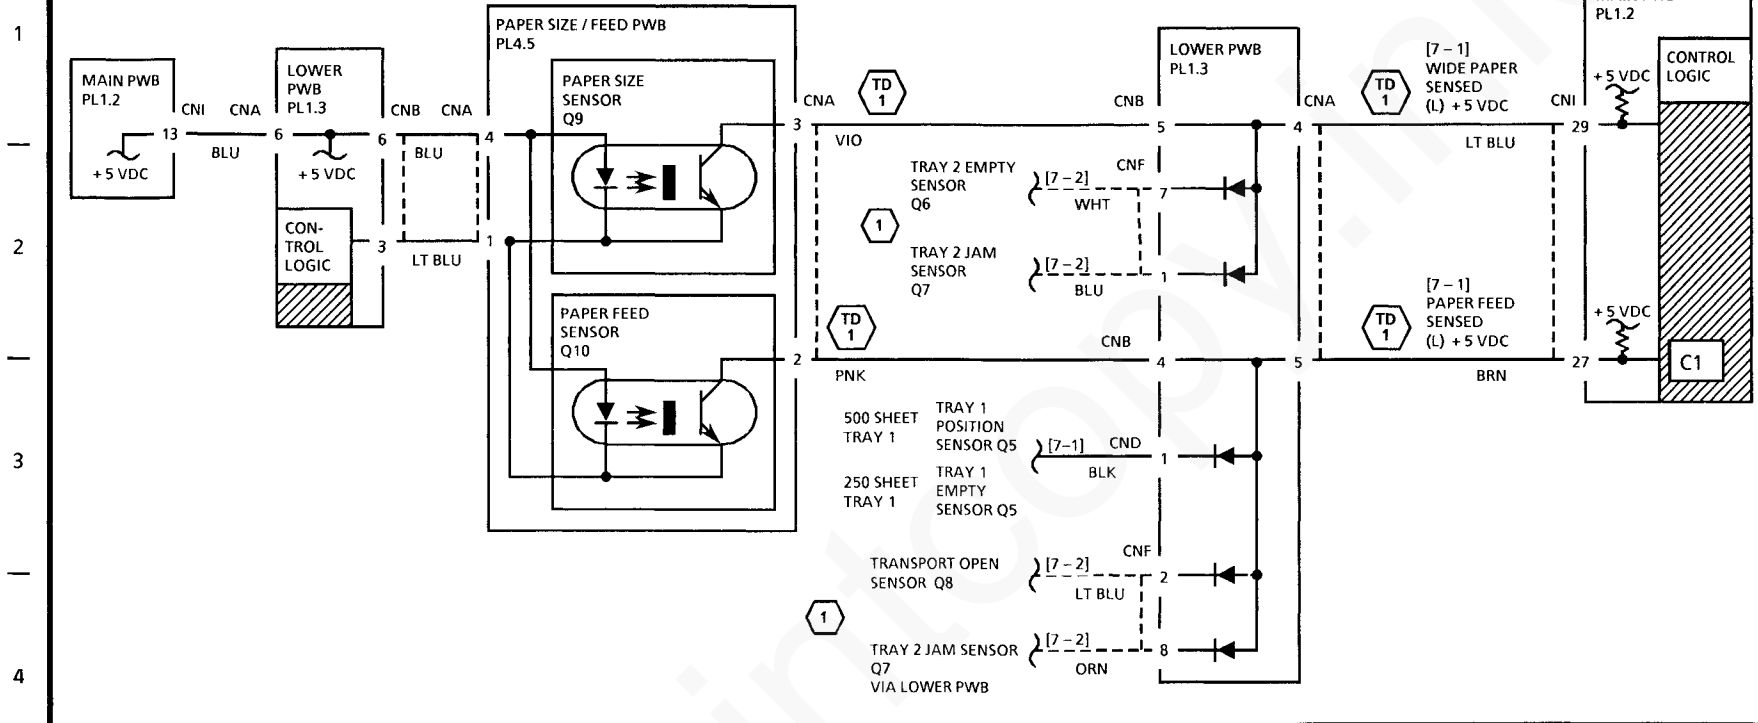 1
2
3
4
MAIN PWB
PL1.2
13
+ 5 VDC
CNI
CNA
BLU
LOWER
PWB
PL1.3
6
6
+ 5 VDC
CON-
TROL
LOGIC
3
CNB
CNA
BLU
LT BLU
PAPER SIZE / FEED PWB
PL4.5
4
1
PAPER SIZE
SENSOR
Q9
PAPER FEED
SENSOR
Q10
CNA
3
VIO
TD
1
2
PNK
TD
1
TRAY 2 EMPTY
SENSOR
Q6
[7 – 2]
WHT
CNF
7
1
TRAY 2 JAM
SENSOR
Q7
[7 – 2]
BLU
1
500 SHEET
TRAY 1
TRAY 1
POSITION
SENSOR Q5
250 SHEET
TRAY 1
TRAY 1
EMPTY
SENSOR Q5
[7–1]
CND
BLK
1
TRANSPORT OPEN
SENSOR Q8
[7 – 2]
LT BLU
CNF
2
1
TRAY 2 JAM SENSOR
Q7
VIA LOWER PWB
[7 – 2]
ORN
8
LOWER PWB
PL1.3
CNB
5
CNA
4
CNB
4
5
TD
1
[7 – 1]
WIDE PAPER
SENSED
(L) + 5 VDC
LT BLU
CNI
29
TD
1
[7 – 1]
PAPER FEED
SENSED
(L) + 5 VDC
BRN
27
PL1.2
+ 5 VDC
+ 5 VDC
CONTROL
LOGIC
C1